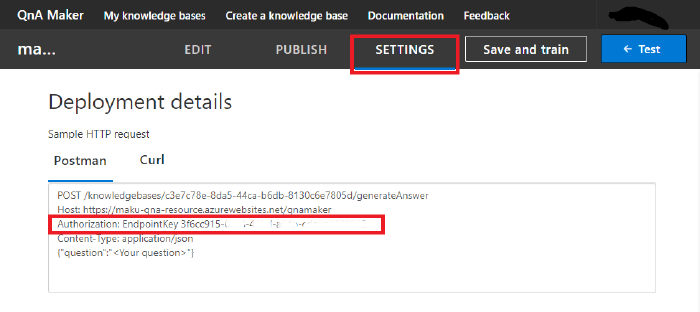 QnA Maker My knowledge bases Create a knowledge base Documentation Feedback
ma... EDIT PUBLISH SETTINGS Save and train ← Test
Deployment details
Sample HTTP request
Postman Curl
POST /knowledgebases/c3e7c78e-8da5-44ca-b6db-8130c6e7805d/generateAnswer
Host: https://maku-qna-resource.azurewebsites.net/qnamaker
Authorization: EndpointKey 3f6cc915-
Content-Type: application/json
{"question":"<Your question>"}